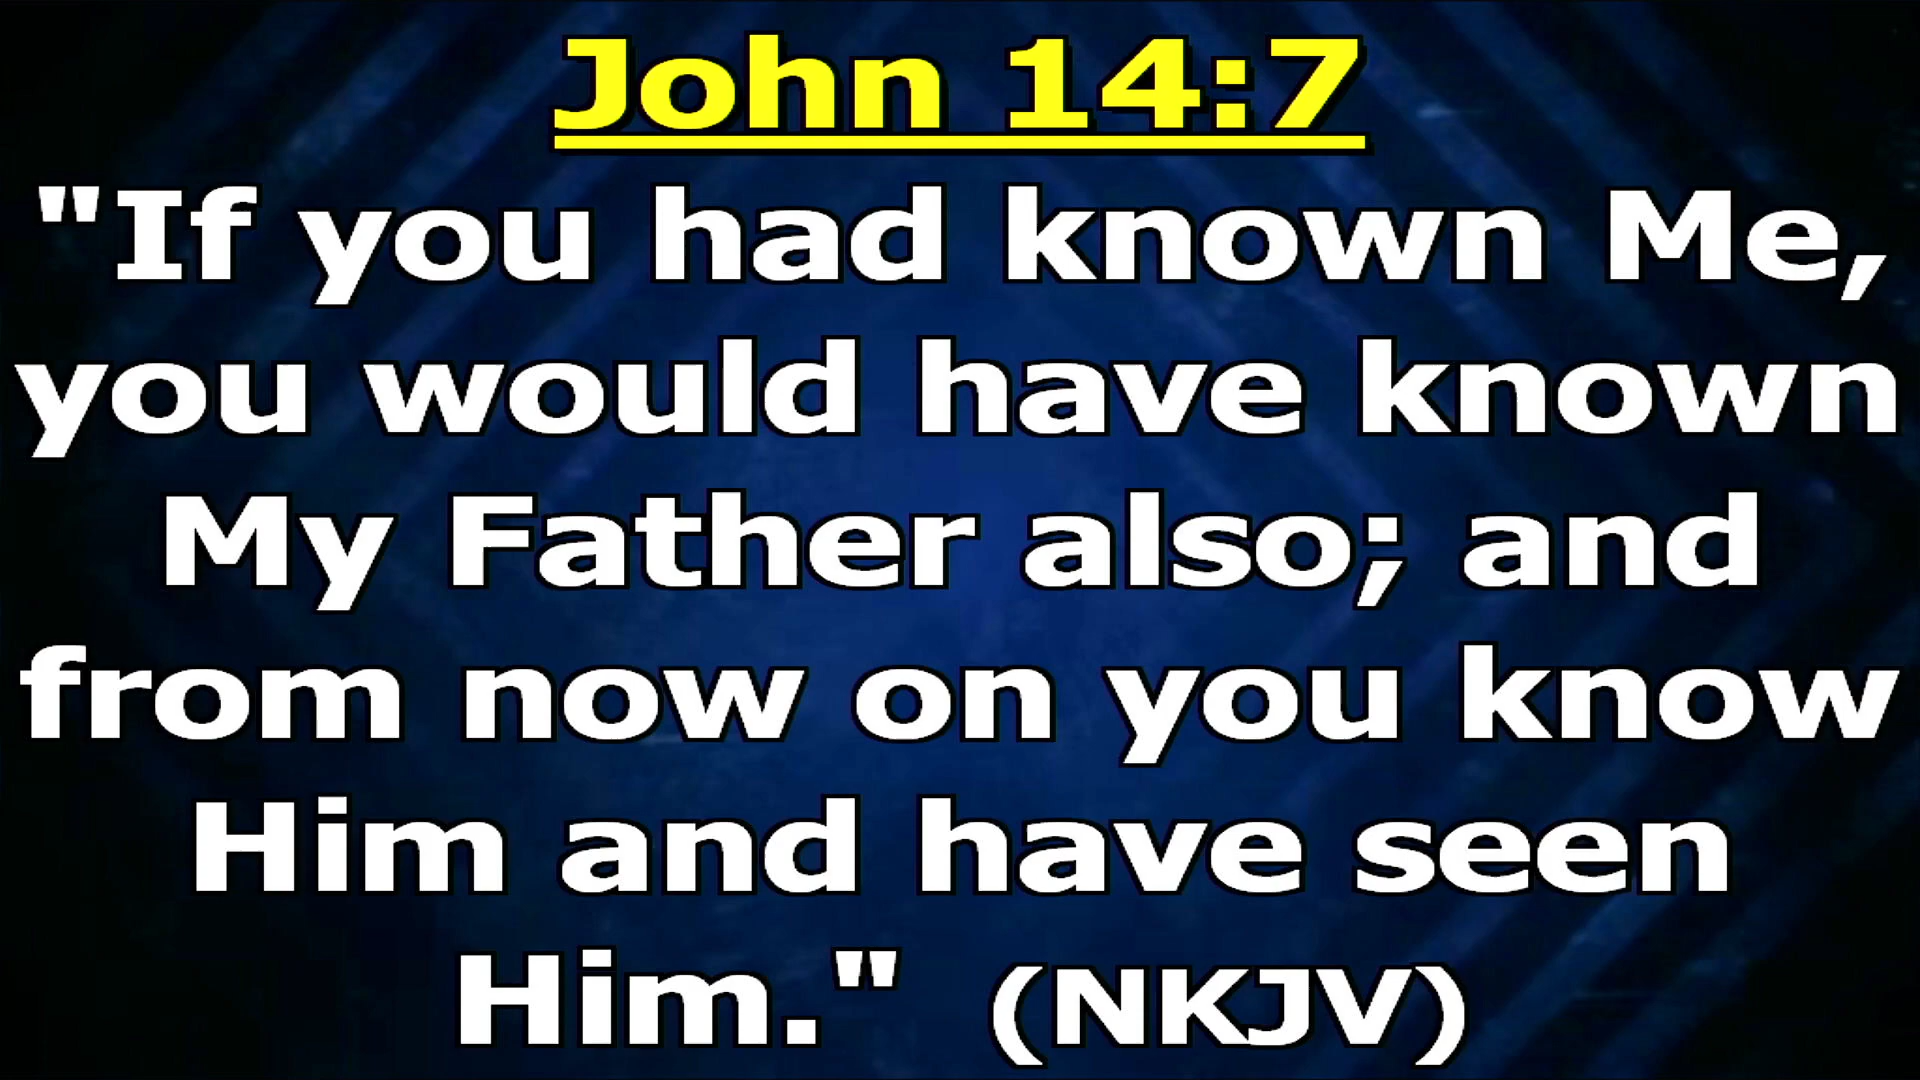 John 14:7
"If you had known Me,
you would have known
My Father also; and
from now on you know
Him and have seen
Him." (NKJV)